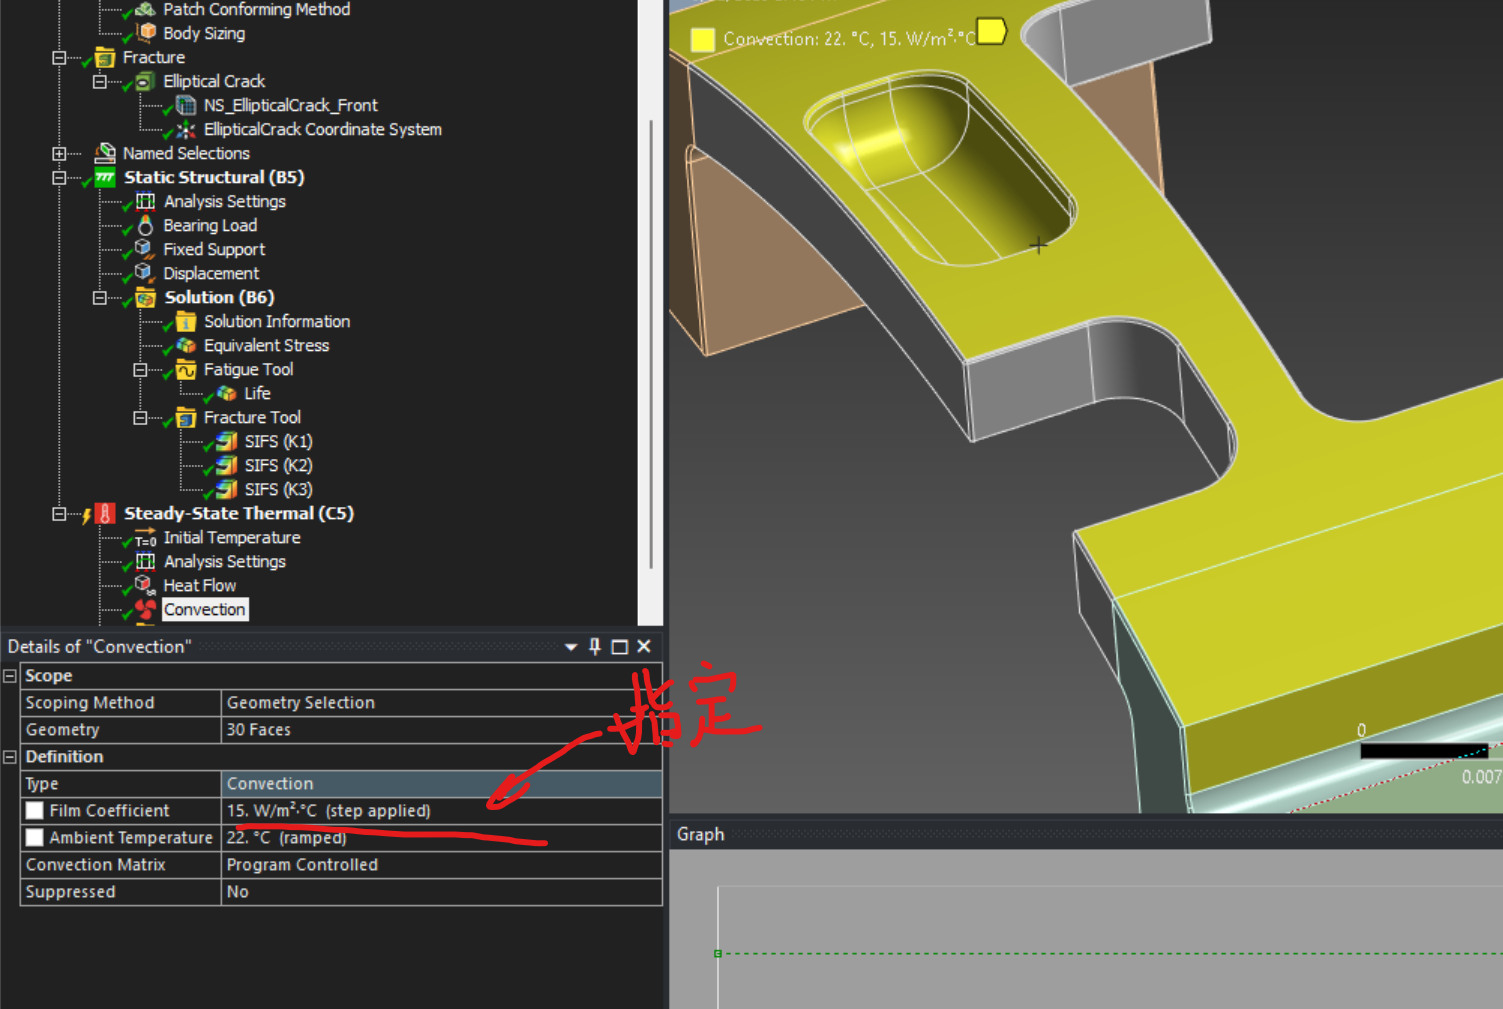 Patch Conforming Method
Body Sizing
Fracture
Elliptical Crack
NS_EllipticalCrack_Front
EllipticalCrack Coordinate System
Named Selections
Static Structural (B5)
Analysis Settings
Bearing Load
Fixed Support
Displacement
Solution (B6)
Solution Information
Equivalent Stress
Fatigue Tool
Life
Fracture Tool
SIFS (K1)
SIFS (K2)
SIFS (K3)
Steady-State Thermal (C5)
T=0 Initial Temperature
Analysis Settings
Heat Flow
Convection
Details of "Convection"
Scope
Scoping Method Geometry Selection
Geometry 30 Faces
Definition
Type Convection
Film Coefficient 15. W/m²·°C (step applied)
Ambient Temperature 22. °C (ramped)
Convection Matrix Program Controlled
Suppressed No
指定
Convection: 22. °C, 15. W/m²·°C
0
0.007
Graph